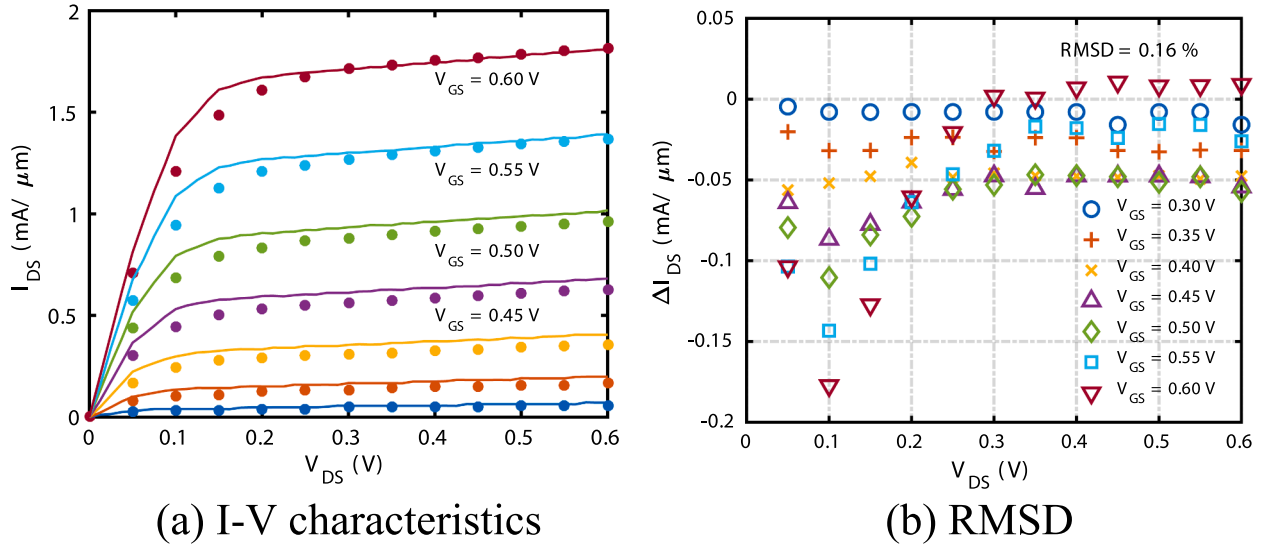 2
1.5
1
0.5
0
I_DS (mA/ μm)
V_GS = 0.60 V
V_GS = 0.55 V
V_GS = 0.50 V
V_GS = 0.45 V
0 0.1 0.2 0.3 0.4 0.5 0.6
V_DS (V)
(a) I-V characteristics
0.05
0
-0.05
-0.1
-0.15
-0.2
ΔI_DS (mA/ μm)
RMSD = 0.16 %
V_GS = 0.30 V
V_GS = 0.35 V
V_GS = 0.40 V
V_GS = 0.45 V
V_GS = 0.50 V
V_GS = 0.55 V
V_GS = 0.60 V
0 0.1 0.2 0.3 0.4 0.5 0.6
V_DS (V)
(b) RMSD